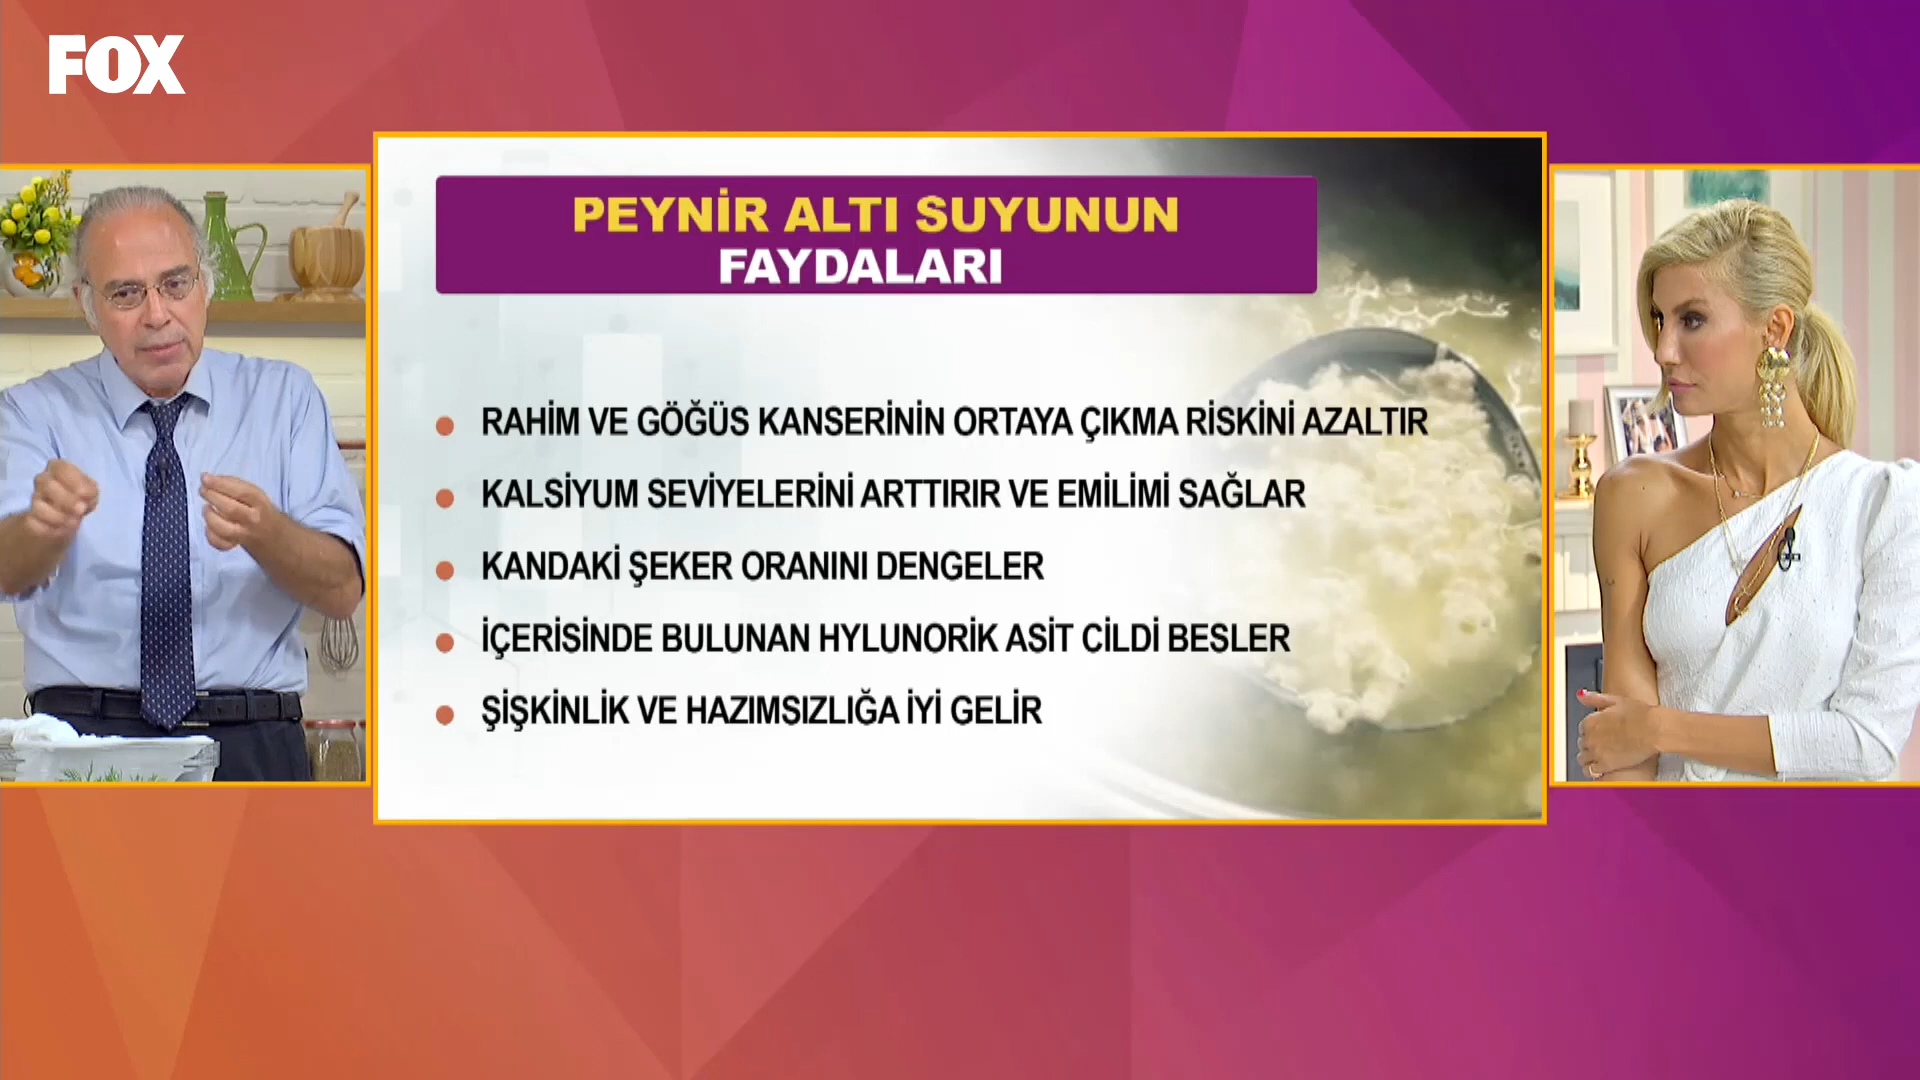 FOX
PEYNİR ALTI SUYUNUN
FAYDALARI
RAHİM VE GÖĞÜS KANSERİNİN ORTAYA ÇIKMA RİSKİNİ AZALTIR
KALSİYUM SEVİYELERİNİ ARTTIRIR VE EMİLİMİ SAĞLAR
KANDAKİ ŞEKER ORANINI DENGELER
İÇERİSİNDE BULUNAN HYLUNORİK ASİT CİLDİ BESLER
ŞİŞKİNLİK VE HAZIMSIZLIĞA İYİ GELİR